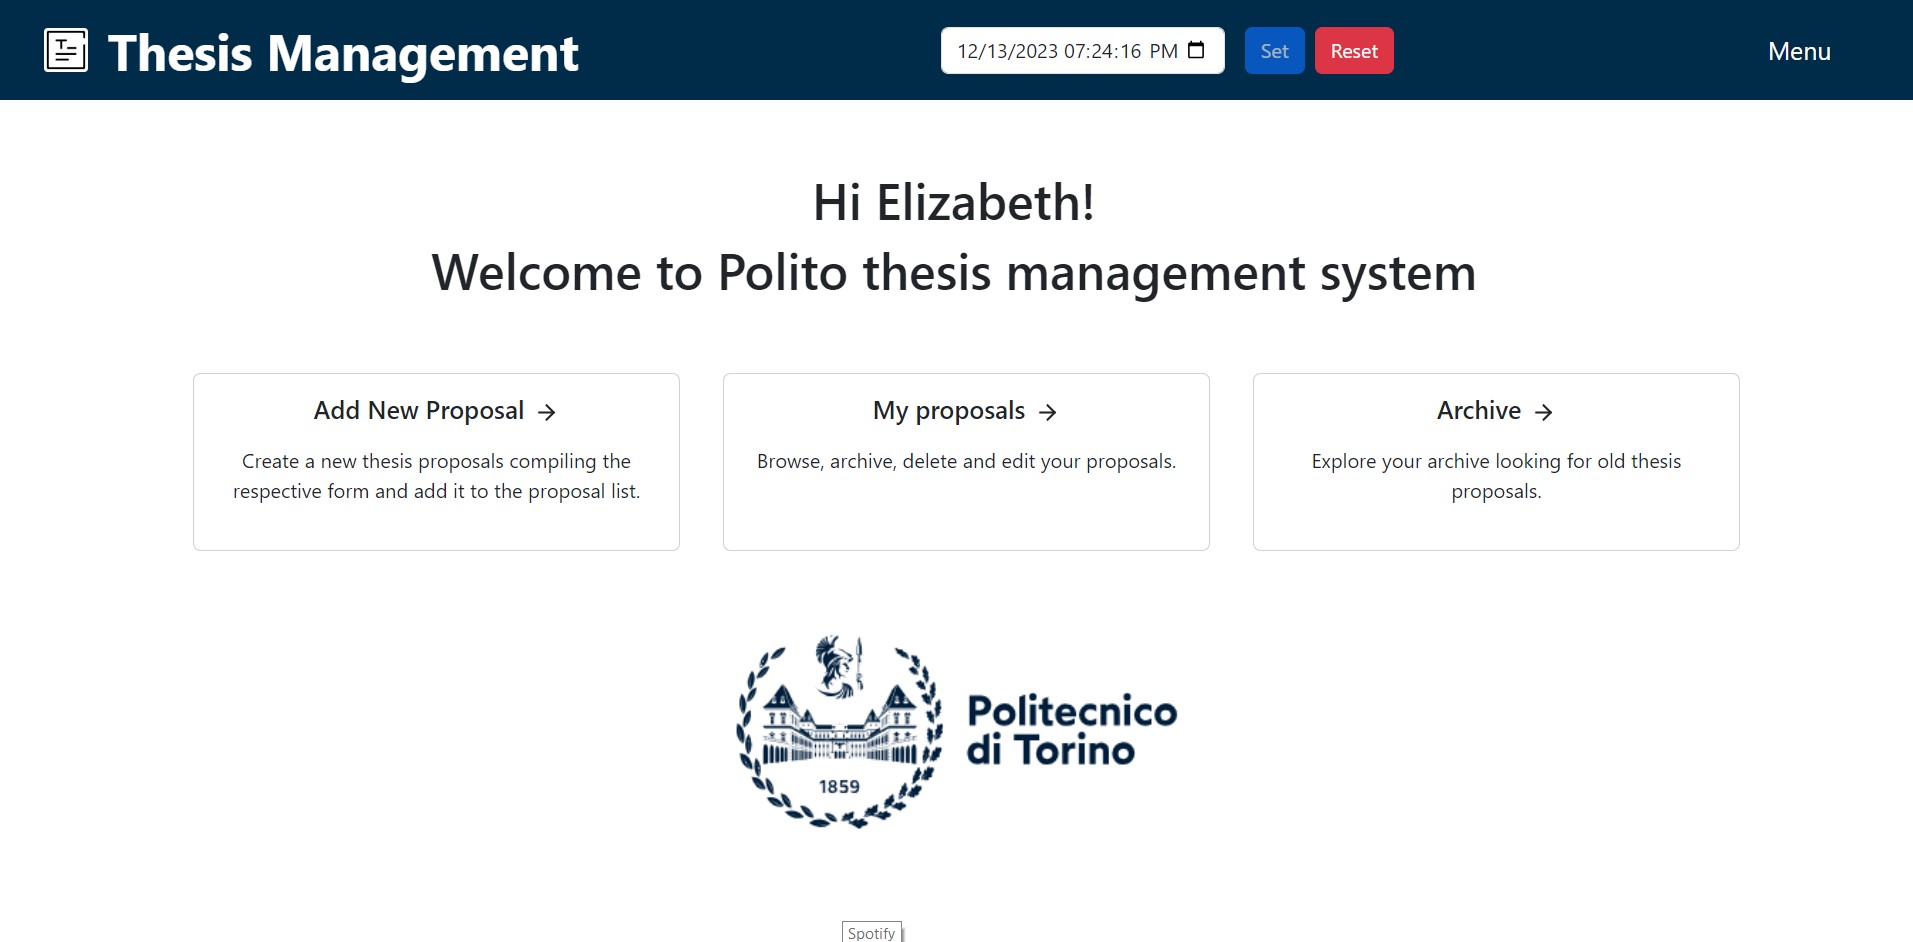 Thesis Management
12/13/2023 07:24:16 PM
Set
Reset
Menu
Hi Elizabeth!
Welcome to Polito thesis management system
Add New Proposal →
Create a new thesis proposals compiling the
respective form and add it to the proposal list.
My proposals →
Browse, archive, delete and edit your proposals.
Archive →
Explore your archive looking for old thesis
proposals.
1859
Politecnico
di Torino
Spotify